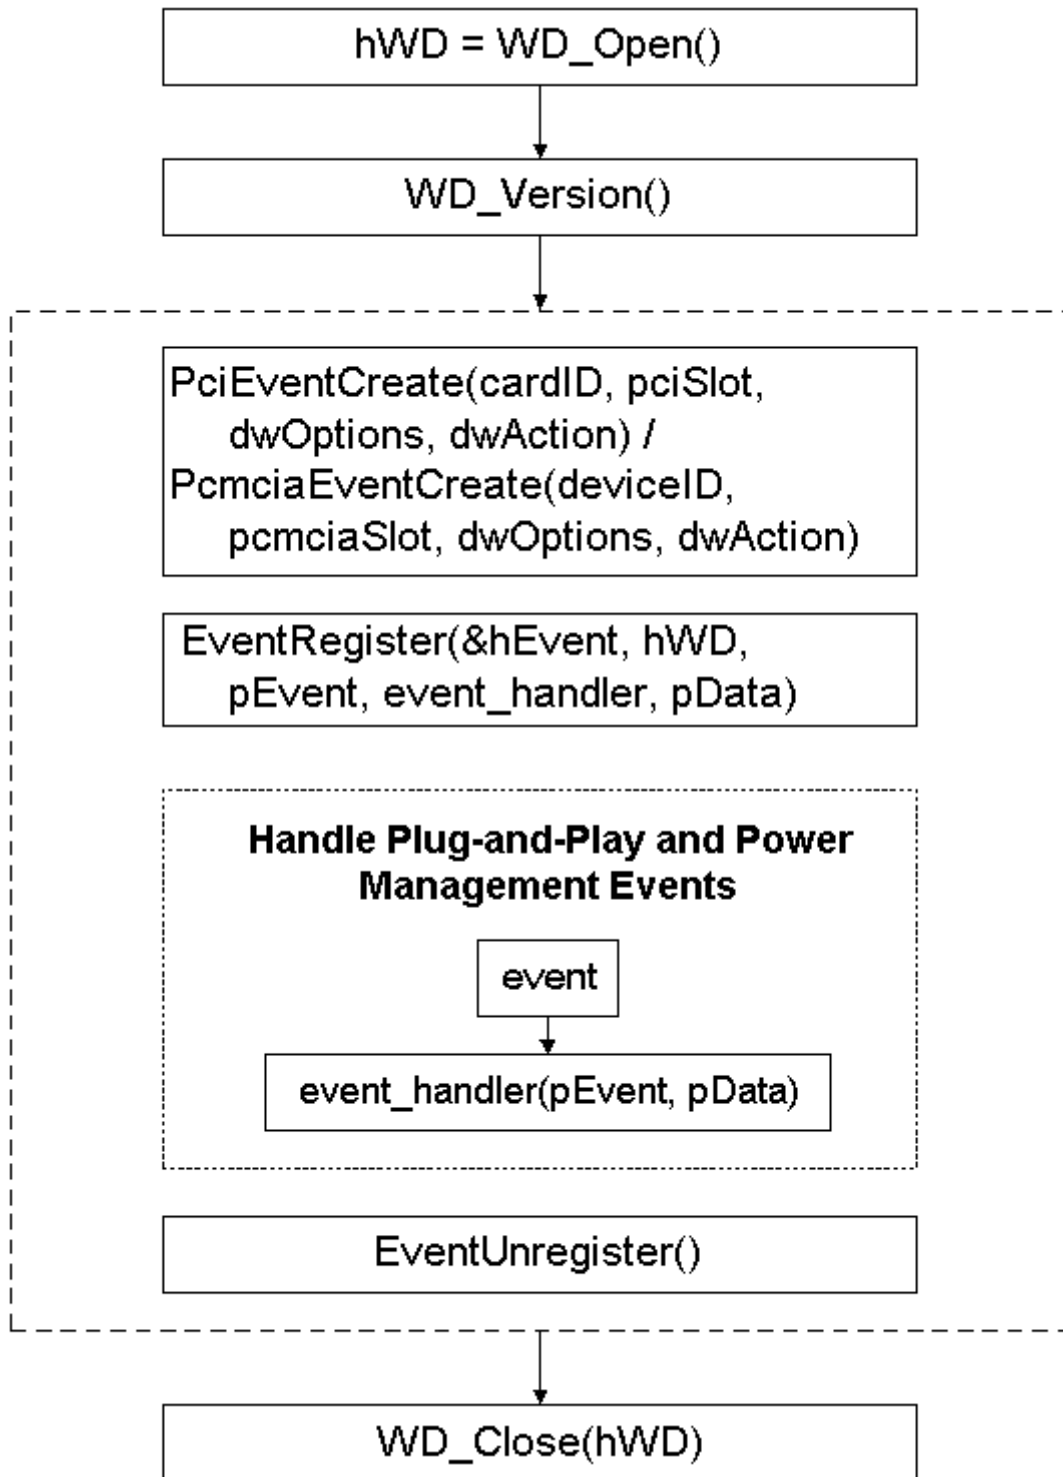 hWD = WD_Open()
WD_Version()
PciEventCreate(cardID, pciSlot,
dwOptions, dwAction) /
PcmciaEventCreate(deviceID,
pcmciaSlot, dwOptions, dwAction)
EventRegister(&hEvent, hWD,
pEvent, event_handler, pData)
Handle Plug-and-Play and Power
Management Events
event
event_handler(pEvent, pData)
EventUnregister()
WD_Close(hWD)